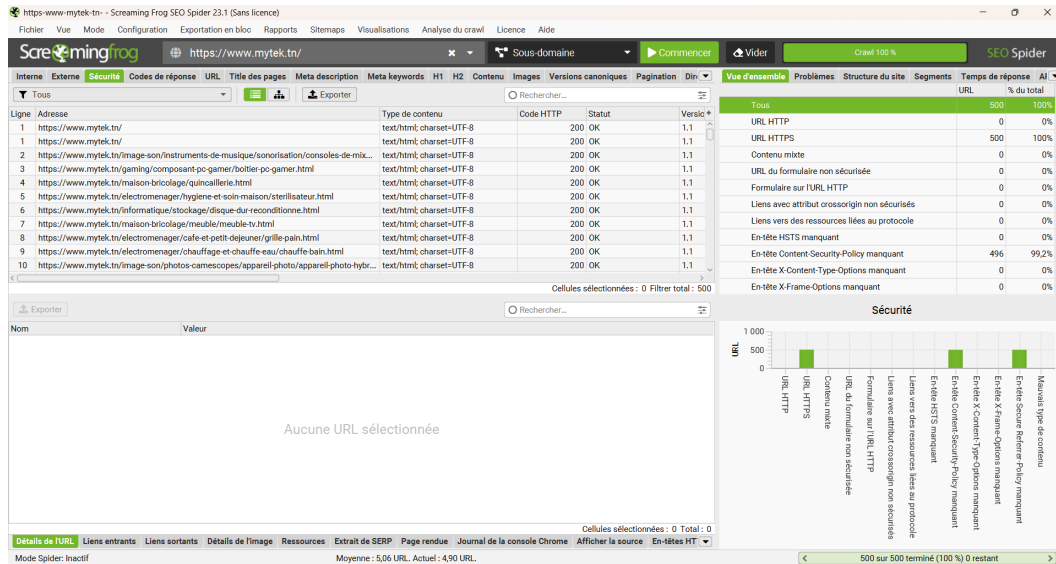 https-www-mytek-tn- - Screaming Frog SEO Spider 23.1 (Sans licence)
Fichier Vue Mode Configuration Exportation en bloc Rapports Sitemaps Visualisations Analyse du crawl Licence Aide
Screamingfrog https://www.mytek.tn/ Sous-domaine Commencer Vider Crawl 100 % SEO Spider
Interne Externe Sécurité Codes de réponse URL Title des pages Meta description Meta keywords H1 H2 Contenu Images Versions canoniques Pagination Dire
Tous Exporter Rechercher...
Ligne Adresse Type de contenu Code HTTP Statut Versio
1 https://www.mytek.tn/ text/html; charset=UTF-8 200 OK 1.1
1 https://www.mytek.tn/ text/html; charset=UTF-8 200 OK 1.1
2 https://www.mytek.tn/image-son/instruments-de-musique/sonorisation/consoles-de-mix... text/html; charset=UTF-8 200 OK 1.1
3 https://www.mytek.tn/gaming/composant-pc-gamer/boitier-pc-gamer.html text/html; charset=UTF-8 200 OK 1.1
4 https://www.mytek.tn/maison-bricolage/quincaillerie.html text/html; charset=UTF-8 200 OK 1.1
5 https://www.mytek.tn/electromenager/hygiene-et-soin-maison/sterilisateur.html text/html; charset=UTF-8 200 OK 1.1
6 https://www.mytek.tn/informatique/stockage/disque-dur-reconditionne.html text/html; charset=UTF-8 200 OK 1.1
7 https://www.mytek.tn/maison-bricolage/meuble/meuble-tv.html text/html; charset=UTF-8 200 OK 1.1
8 https://www.mytek.tn/electromenager/cafe-et-petit-dejeuner/grille-pain.html text/html; charset=UTF-8 200 OK 1.1
9 https://www.mytek.tn/electromenager/chauffage-et-chauffe-eau/chauffe-bain.html text/html; charset=UTF-8 200 OK 1.1
10 https://www.mytek.tn/image-son/photos-camescopes/appareil-photo/appareil-photo-hybr... text/html; charset=UTF-8 200 OK 1.1
Cellules sélectionnées : 0 Filtrer total : 500
Exporter Rechercher...
Nom Valeur
Aucune URL sélectionnée
Cellules sélectionnées : 0 Total : 0
Détails de l'URL Liens entrants Liens sortants Détails de l'image Ressources Extrait de SERP Page rendue Journal de la console Chrome Afficher la source En-têtes HT
Vue d'ensemble Problèmes Structure du site Segments Temps de réponse AP
URL % du total
Tous 500 100%
URL HTTP 0 0%
URL HTTPS 500 100%
Contenu mixte 0 0%
URL du formulaire non sécurisée 0 0%
Formulaire sur l'URL HTTP 0 0%
Liens avec attribut crossorigin non sécurisés 0 0%
Liens vers des ressources liées au protocole 0 0%
En-tête HSTS manquant 0 0%
En-tête Content-Security-Policy manquant 496 99,2%
En-tête X-Content-Type-Options manquant 0 0%
En-tête X-Frame-Options manquant 0 0%
Sécurité
1 000
500
0
URL
URL HTTP
URL HTTPS
Contenu mixte
URL du formulaire non sécurisée
Formulaire sur l'URL HTTP
Liens avec attribut crossorigin non sécurisés
Liens vers des ressources liées au protocole
En-tête HSTS manquant
En-tête Content-Security-Policy manquant
En-tête X-Content-Type-Options manquant
En-tête X-Frame-Options manquant
En-tête Secure Referrer-Policy manquant
Mauvais type de contenu
Mode Spider: Inactif Moyenne : 5,06 URL. Actuel : 4,90 URL. 500 sur 500 terminé (100 %) 0 restant